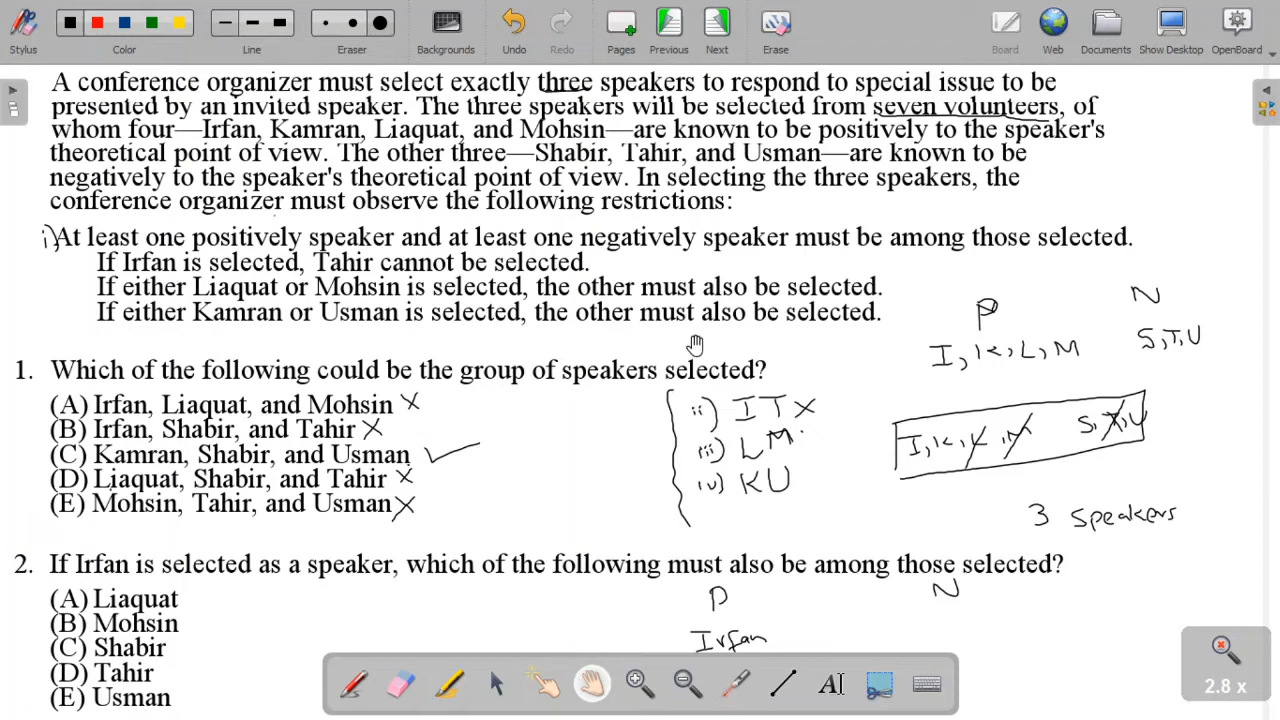 Stylus Color Line Eraser Backgrounds Undo Redo Pages Previous Next Erase Board Web Documents Show Desktop OpenBoard
A conference organizer must select exactly three speakers to respond to special issue to be
presented by an invited speaker. The three speakers will be selected from seven volunteers, of
whom four—Irfan, Kamran, Liaquat, and Mohsin—are known to be positively to the speaker's
theoretical point of view. The other three—Shabir, Tahir, and Usman—are known to be
negatively to the speaker's theoretical point of view. In selecting the three speakers, the
conference organizer must observe the following restrictions:
i) At least one positively speaker and at least one negatively speaker must be among those selected.
If Irfan is selected, Tahir cannot be selected.
If either Liaquat or Mohsin is selected, the other must also be selected.
If either Kamran or Usman is selected, the other must also be selected.
P N
I, K, L, M S, T, U
1. Which of the following could be the group of speakers selected?
(A) Irfan, Liaquat, and Mohsin X
(B) Irfan, Shabir, and Tahir X
(C) Kamran, Shabir, and Usman ✓
(D) Liaquat, Shabir, and Tahir X
(E) Mohsin, Tahir, and Usman X
ii) I T X
iii) L M
iv) K U
I, K, L, M S, T, U
3 speakers
2. If Irfan is selected as a speaker, which of the following must also be among those selected?
(A) Liaquat
(B) Mohsin
(C) Shabir
(D) Tahir
(E) Usman
P N
Irfan
2.8 x